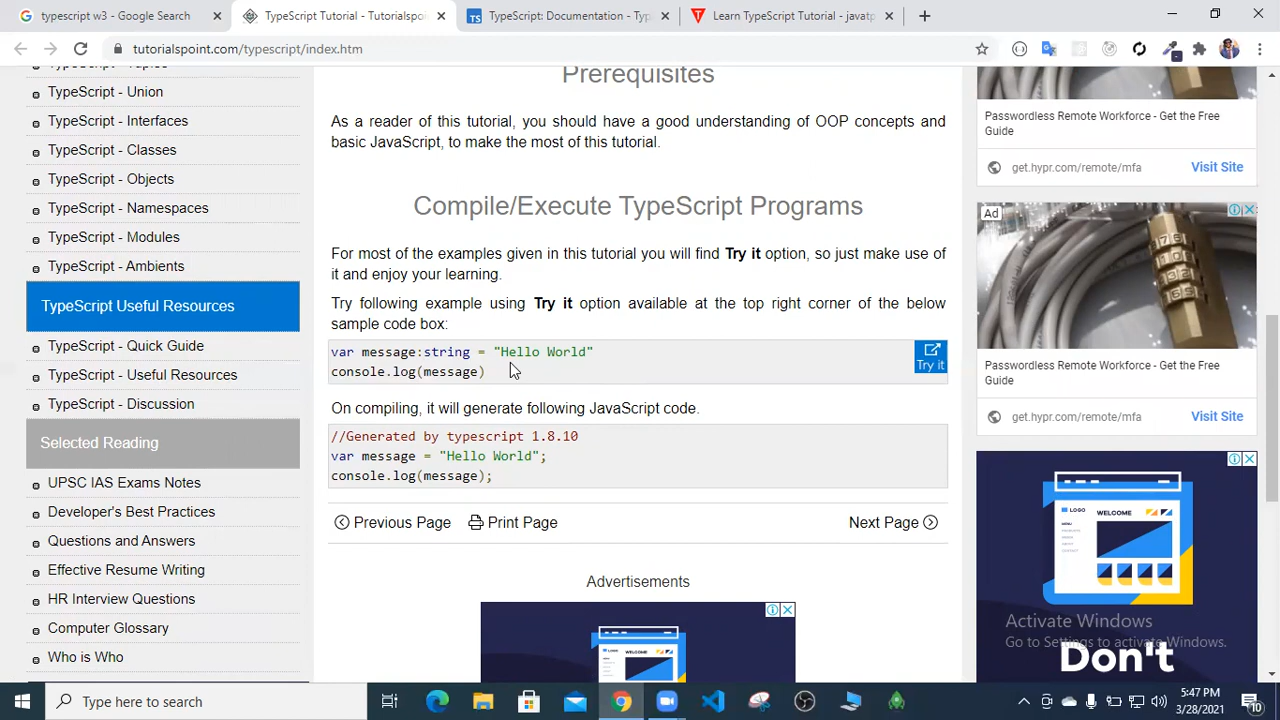 typescript w3 - Google Search
TypeScript Tutorial - Tutorialspoint
TypeScript: Documentation - Typ
Learn TypeScript Tutorial - javatp
tutorialspoint.com/typescript/index.htm
TypeScript - Union
TypeScript - Interfaces
TypeScript - Classes
TypeScript - Objects
TypeScript - Namespaces
TypeScript - Modules
TypeScript - Ambients
TypeScript Useful Resources
TypeScript - Quick Guide
TypeScript - Useful Resources
TypeScript - Discussion
Selected Reading
UPSC IAS Exams Notes
Developer's Best Practices
Questions and Answers
Effective Resume Writing
HR Interview Questions
Computer Glossary
Who is Who
Prerequisites
As a reader of this tutorial, you should have a good understanding of OOP concepts and
basic JavaScript, to make the most of this tutorial.
Compile/Execute TypeScript Programs
For most of the examples given in this tutorial you will find Try it option, so just make use of
it and enjoy your learning.
Try following example using Try it option available at the top right corner of the below
sample code box:
var message:string = "Hello World"
console.log(message)
Try it
On compiling, it will generate following JavaScript code.
//Generated by typescript 1.8.10
var message = "Hello World";
console.log(message);
Previous Page
Print Page
Next Page
Advertisements
Passwordless Remote Workforce - Get the Free
Guide
get.hypr.com/remote/mfa
Visit Site
Ad
Passwordless Remote Workforce - Get the Free
Guide
get.hypr.com/remote/mfa
Visit Site
LOGO
WELCOME
Activate Windows
Go to Settings to activate Windows.
Don't
Type here to search
5:47 PM
3/28/2021
10